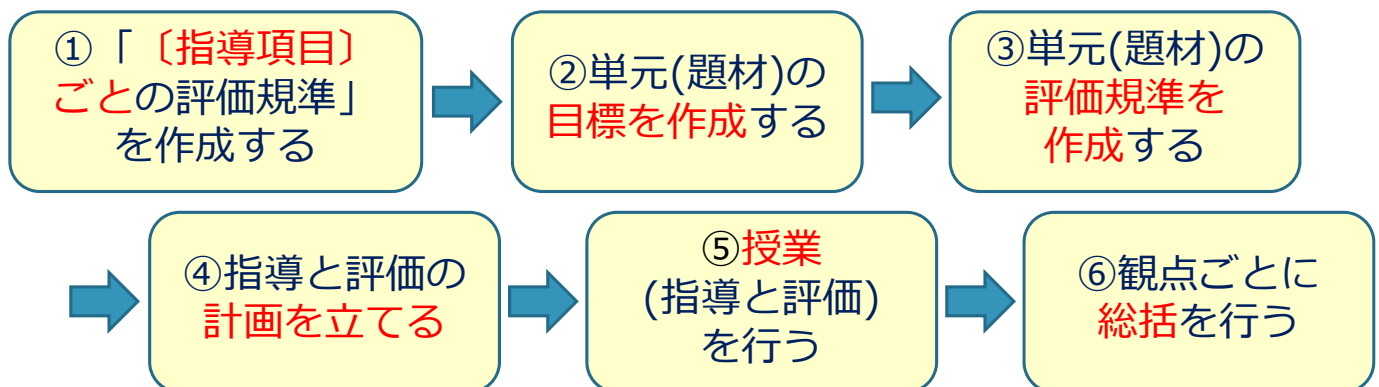 ①「〔指導項目〕
ごとの評価規準」
を作成する
②単元(題材)の
目標を作成する
③単元(題材)の
評価規準を
作成する
④指導と評価の
計画を立てる
⑤授業
(指導と評価)
を行う
⑥観点ごとに
総括を行う